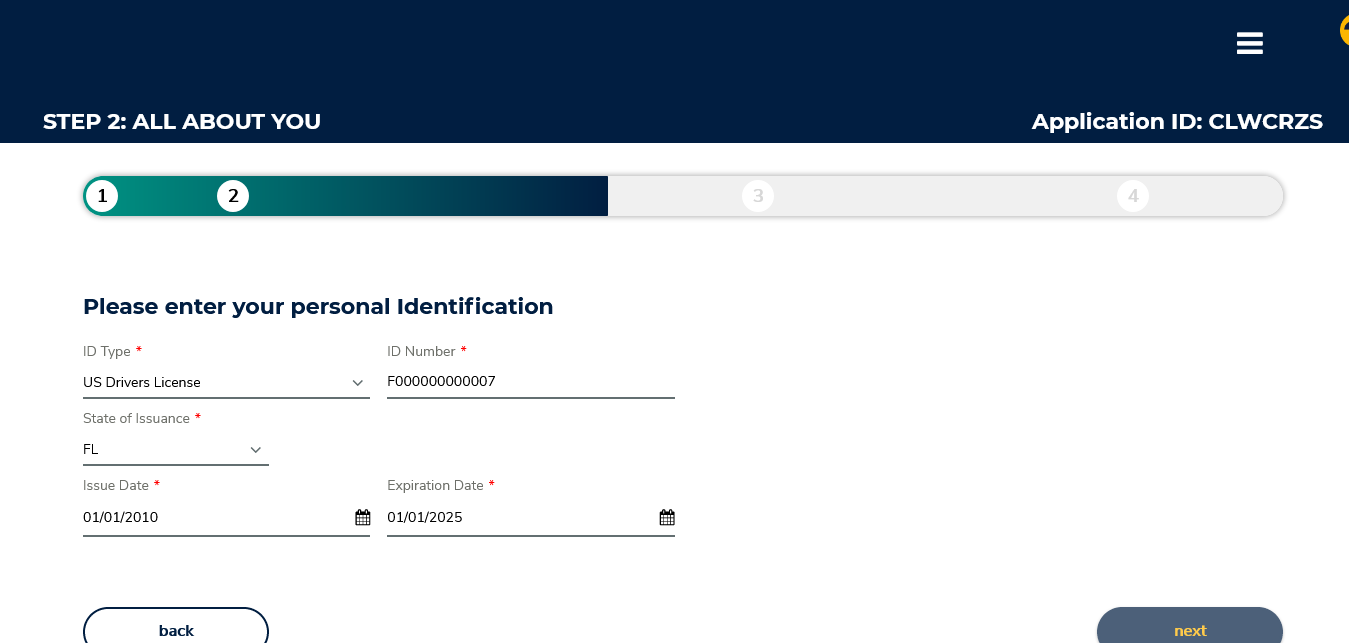 STEP 2: ALL ABOUT YOU Application ID: CLWCRZS
1 2 3 4
Please enter your personal Identification
ID Type * ID Number *
US Drivers License F000000000007
State of Issuance *
FL
Issue Date * Expiration Date *
01/01/2010 01/01/2025
back next